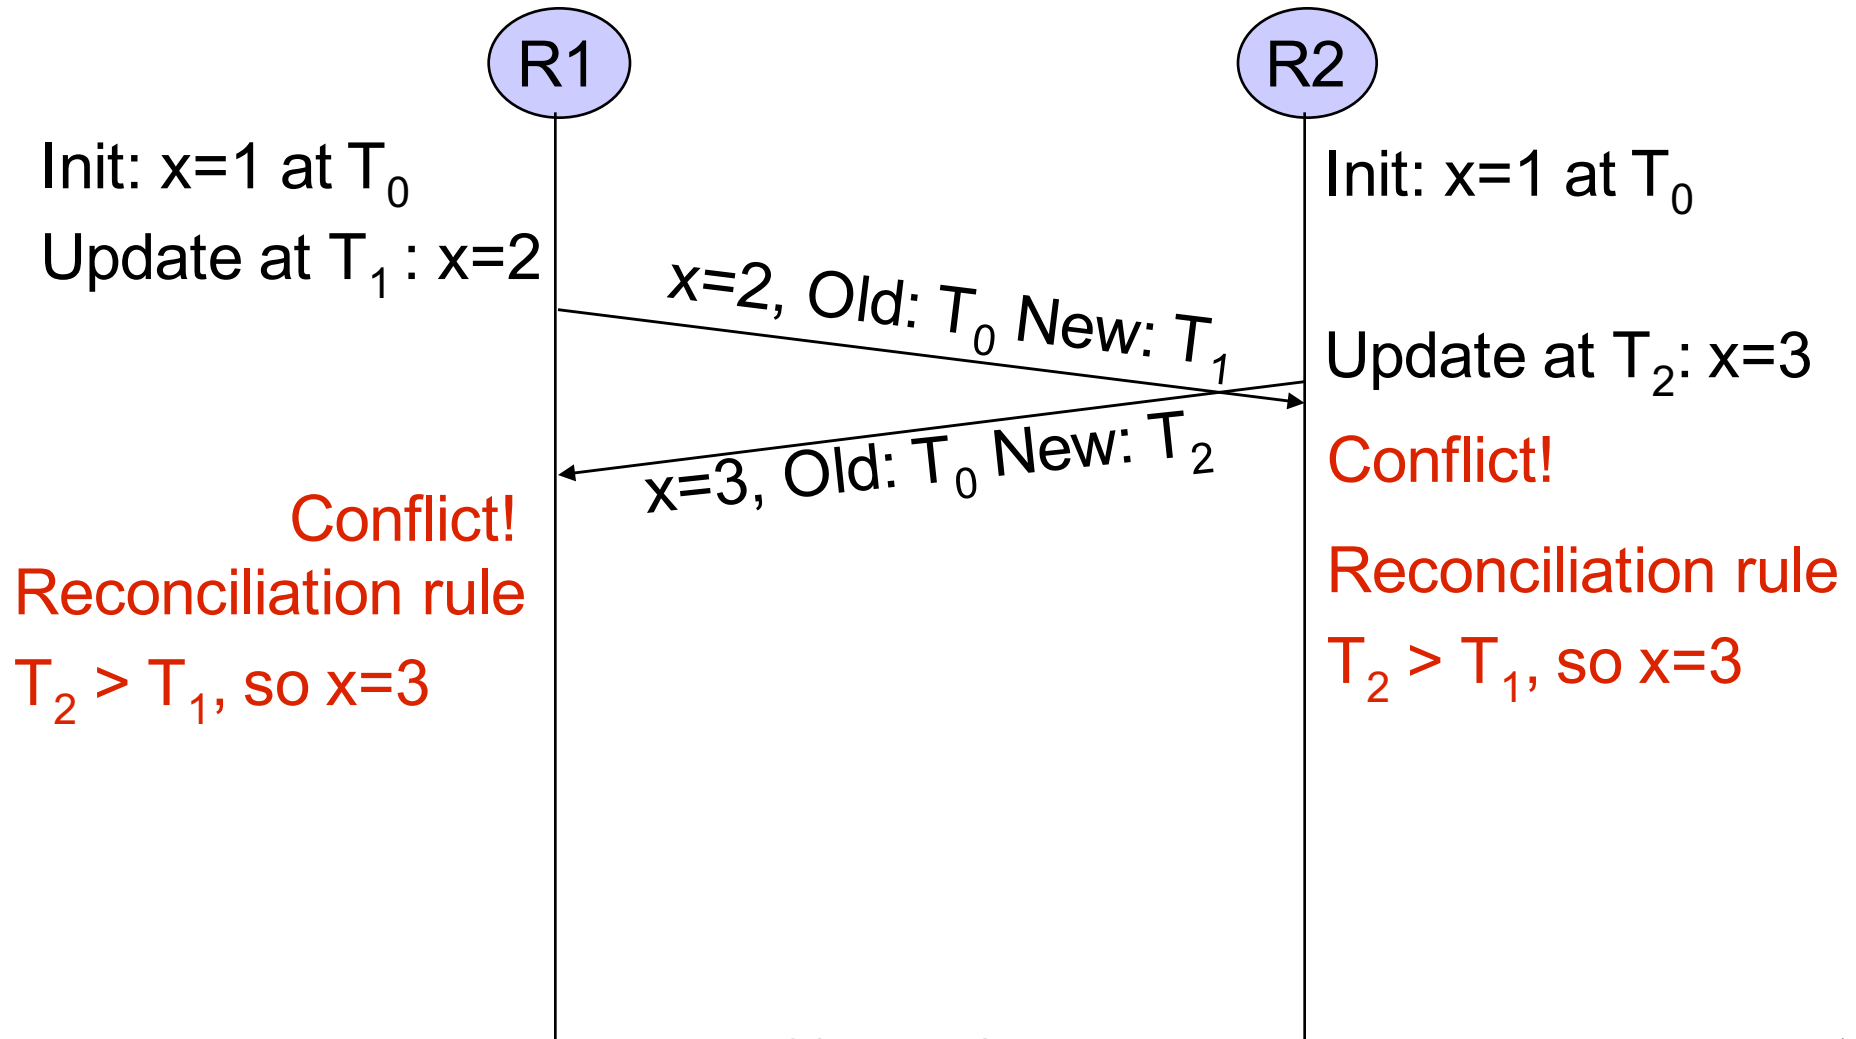 R1
R2
Init: x=1 at T0
Update at T1 : x=2
Init: x=1 at T0
x=2, Old: T0 New: T1
Update at T2: x=3
x=3, Old: T0 New: T2
Conflict!
Reconciliation rule
T2 > T1, so x=3
Conflict!
Reconciliation rule
T2 > T1, so x=3